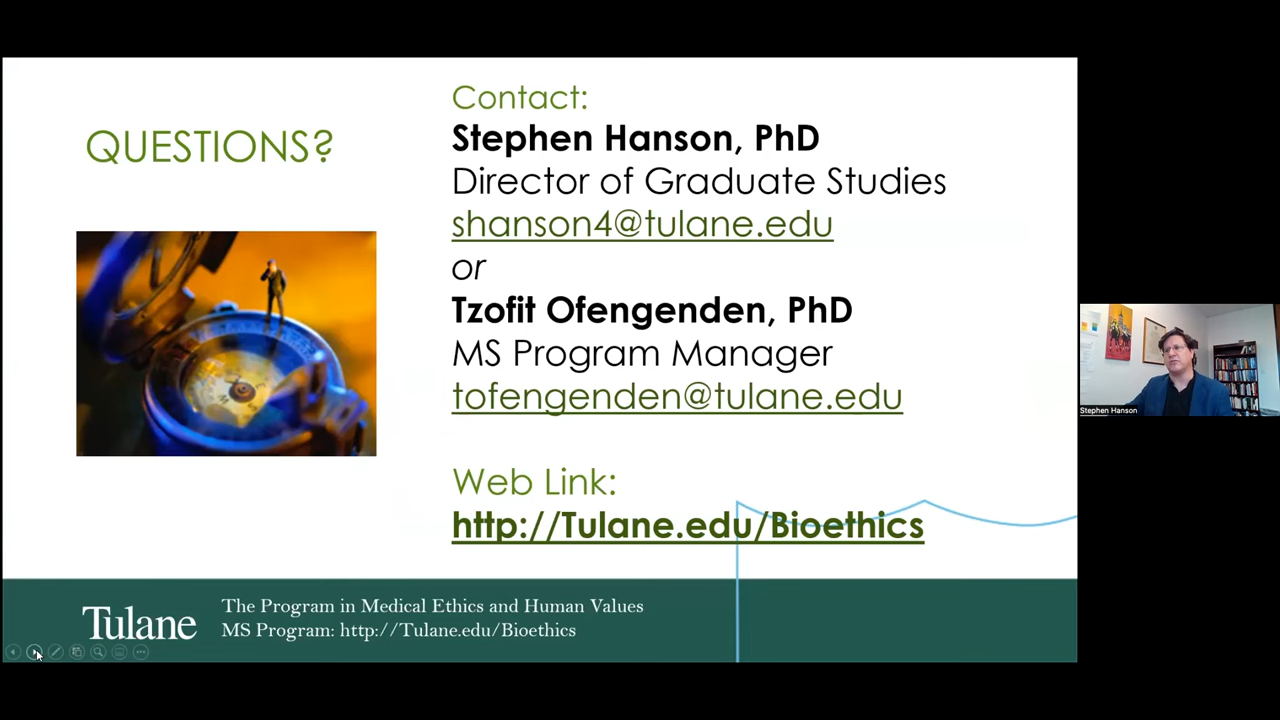 QUESTIONS?
Contact:
Stephen Hanson, PhD
Director of Graduate Studies
shanson4@tulane.edu
or
Tzofit Ofengenden, PhD
MS Program Manager
tofengenden@tulane.edu
Web Link:
http://Tulane.edu/Bioethics
Tulane
The Program in Medical Ethics and Human Values
MS Program: http://Tulane.edu/Bioethics
Stephen Hanson